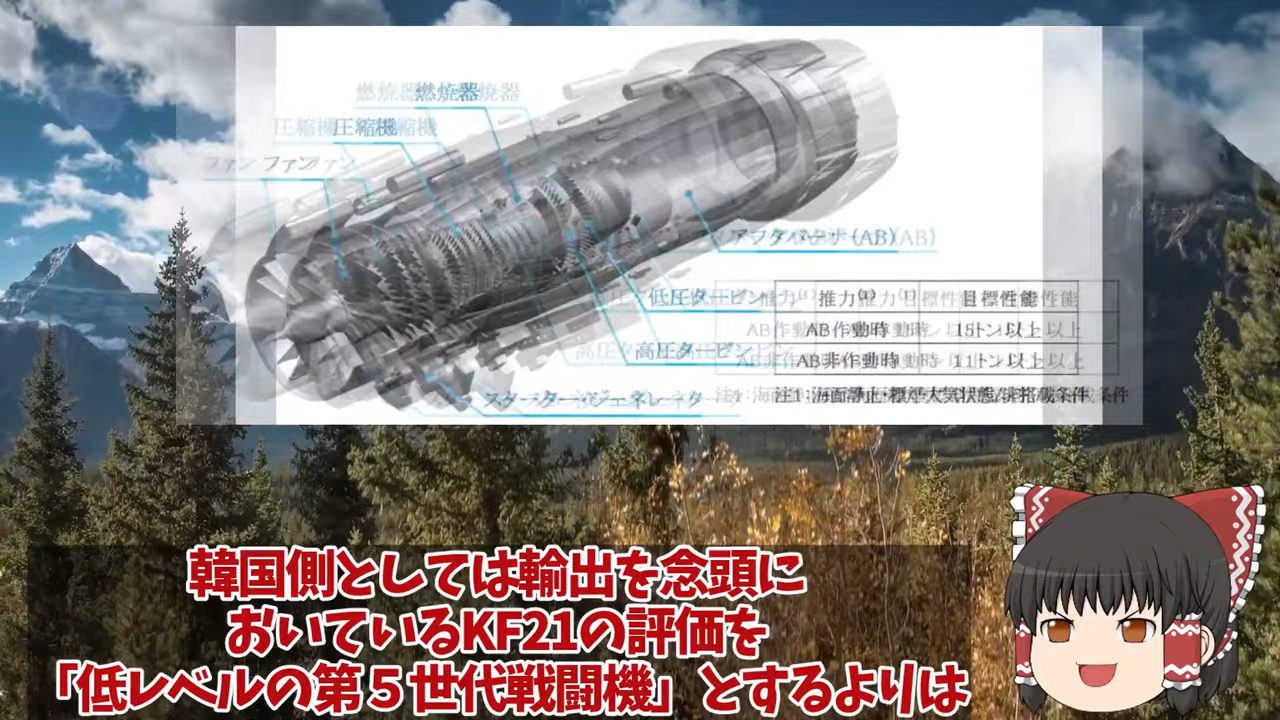 燃焼器
圧縮機
ファン
アフタバーナ(AB)
低圧タービン
高圧タービン
スタータ・ジェネレータ
推力 目標性能
AB作動時 15トン以上
AB非作動時 11トン以上
注1:海面静止・標準大気状態/非搭載条件
韓国側としては輸出を念頭に
おいているKF21の評価を
「低レベルの第５世代戦闘機」とするよりは